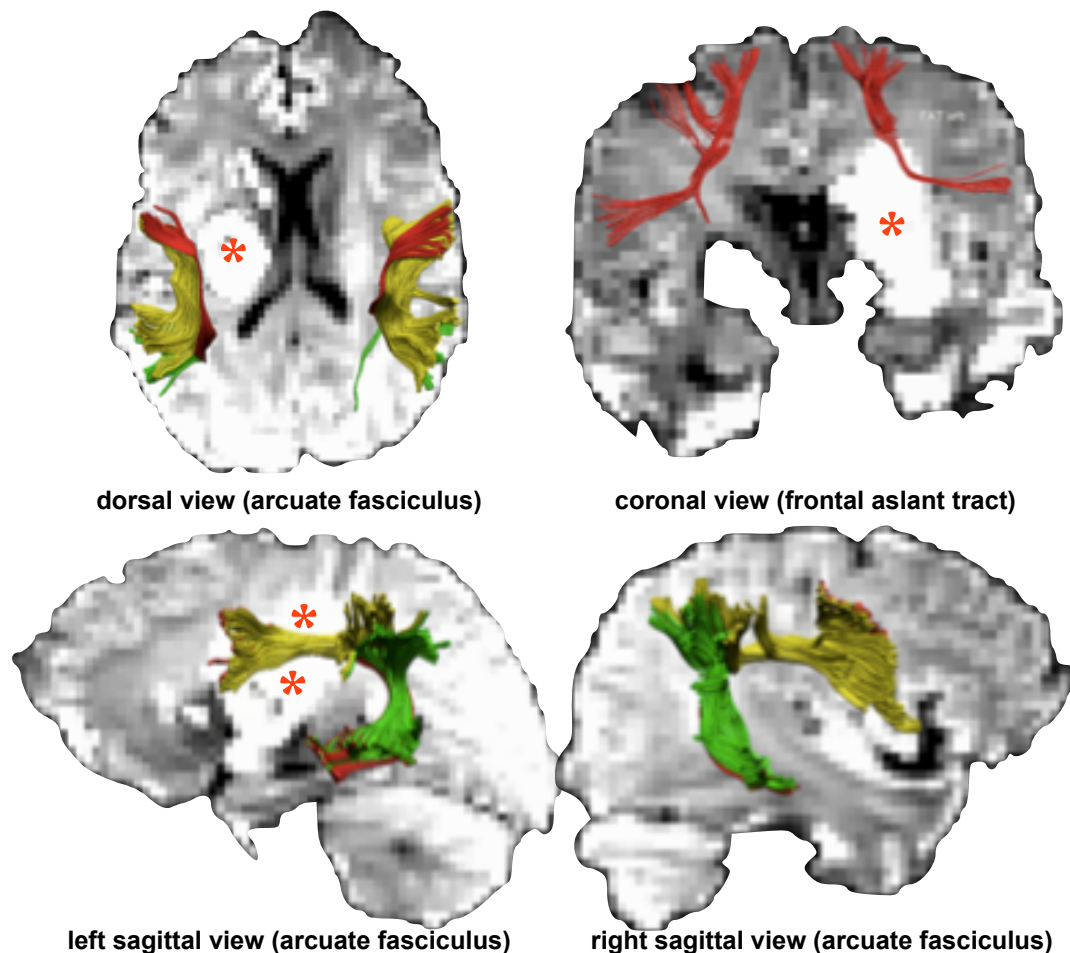 dorsal view (arcuate fasciculus)
coronal view (frontal aslant tract)
left sagittal view (arcuate fasciculus)
right sagittal view (arcuate fasciculus)